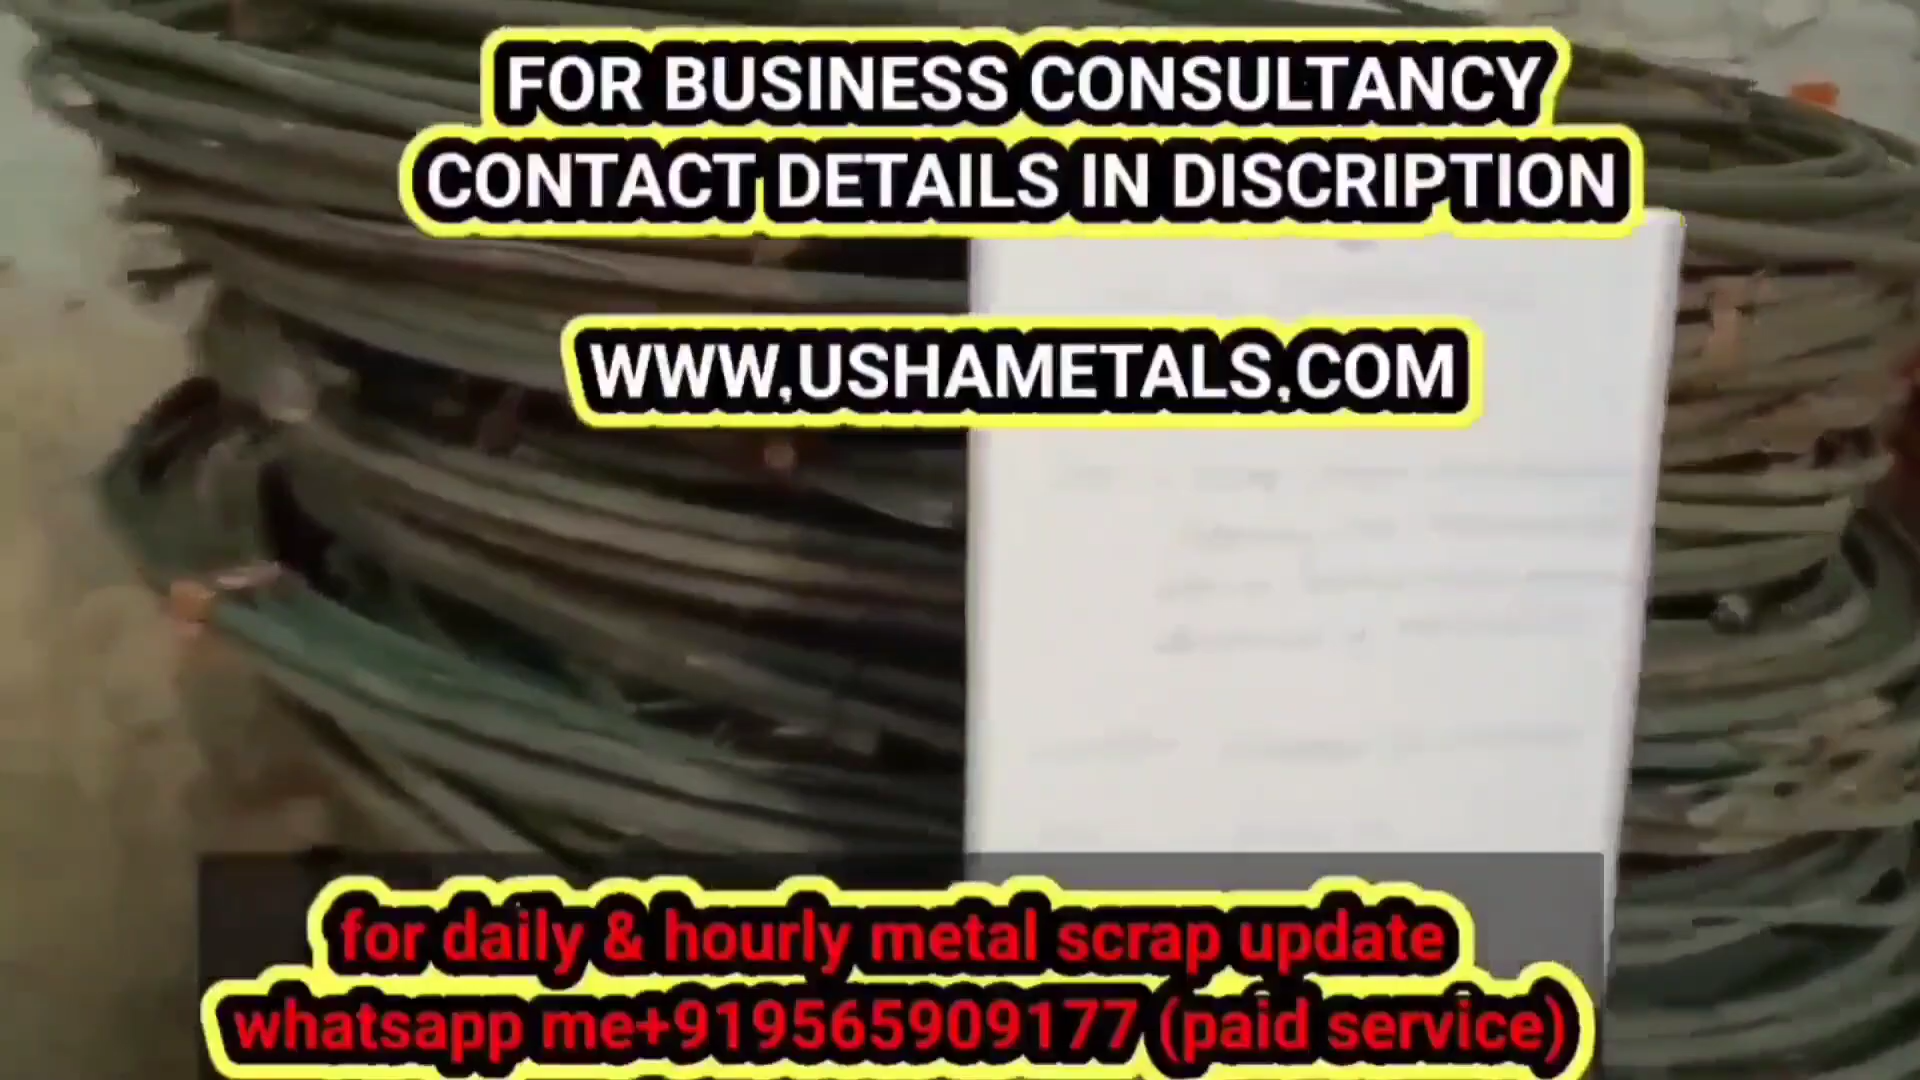 FOR BUSINESS CONSULTANCY
CONTACT DETAILS IN DISCRIPTION
WWW,USHAMETALS,COM
for daily & hourly metal scrap update
whatsapp me+919565909177 (paid service)